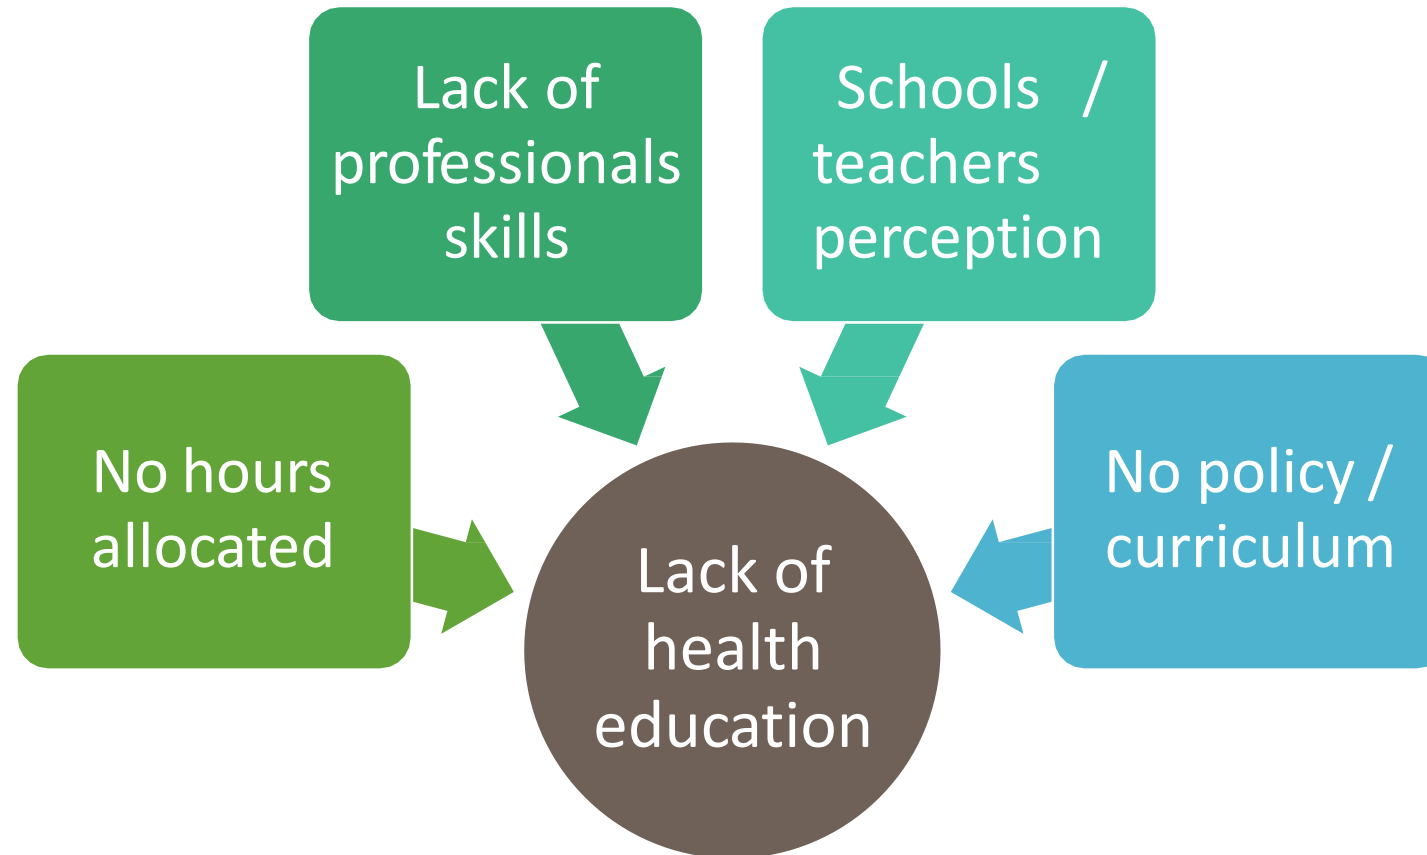 Lack of
professionals
skills
Schools /
teachers
perception
No hours
allocated
No policy /
curriculum
Lack of
health
education